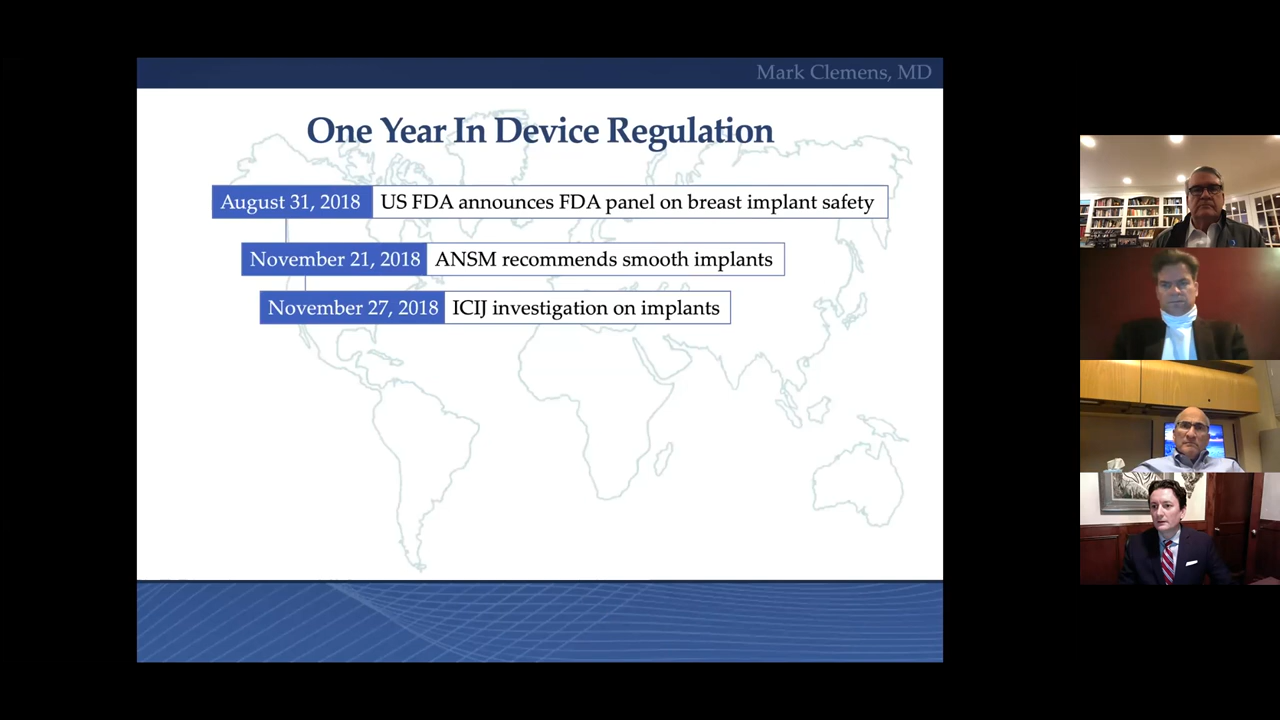 Mark Clemens, MD
One Year In Device Regulation
August 31, 2018 US FDA announces FDA panel on breast implant safety
November 21, 2018 ANSM recommends smooth implants
November 27, 2018 ICIJ investigation on implants